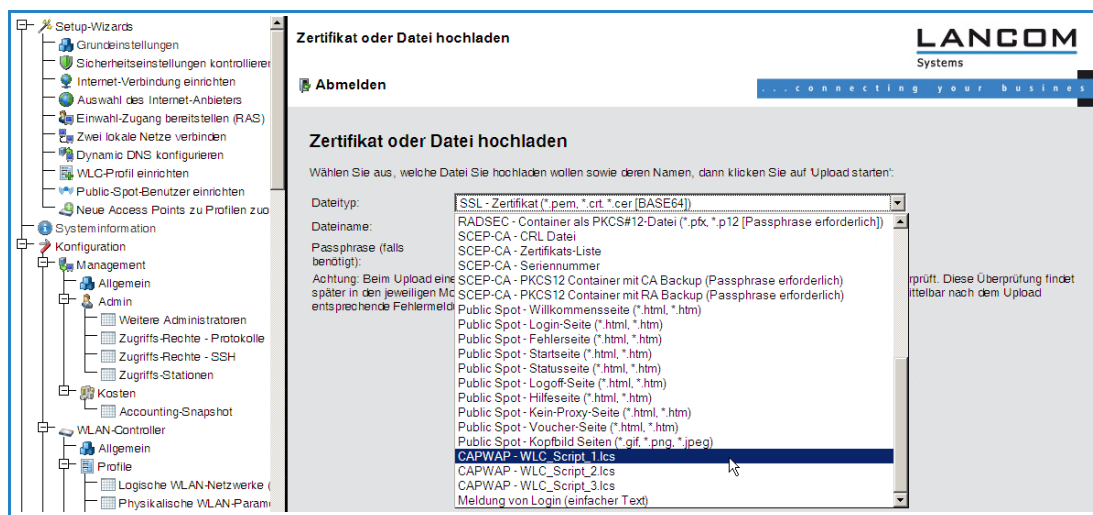 Setup-Wizards
Grundeinstellungen
Sicherheitseinstellungen kontrollieren
Internet-Verbindung einrichten
Auswahl des Internet-Anbieters
Einwahl-Zugang bereitstellen (RAS)
Zwei lokale Netze verbinden
Dynamic DNS konfigurieren
WLC-Profil einrichten
Public-Spot-Benutzer einrichten
Neue Access Points zu Profilen zuo
Systeminformation
Konfiguration
Management
Allgemein
Admin
Weitere Administratoren
Zugriffs-Rechte - Protokolle
Zugriffs-Rechte - SSH
Zugriffs-Stationen
Kosten
Accounting-Snapshot
WLAN-Controller
Allgemein
Profile
Logische WLAN-Netzwerke (
Physikalische WLAN-Param
Zertifikat oder Datei hochladen
LANCOM
Systems
Abmelden
...connecting your busines
Zertifikat oder Datei hochladen
Wählen Sie aus, welche Datei Sie hochladen wollen sowie deren Namen, dann klicken Sie auf 'Upload starten':
Dateityp:
SSL - Zertifikat (*.pem, *.crt. *.cer [BASE64])
Dateiname:
Passphrase (falls
benötigt):
Achtung: Beim Upload eine
rprüft. Diese Überprüfung findet
später in den jeweiligen Mo
ittelbar nach dem Upload
entsprechende Fehlermeld
RADSEC - Container als PKCS#12-Datei (*.pfx, *.p12 [Passphrase erforderlich])
SCEP-CA - CRL Datei
SCEP-CA - Zertifikats-Liste
SCEP-CA - Seriennummer
SCEP-CA - PKCS12 Container mit CA Backup (Passphrase erforderlich)
SCEP-CA - PKCS12 Container mit RA Backup (Passphrase erforderlich)
Public Spot - Willkommensseite (*.html, *.htm)
Public Spot - Login-Seite (*.html, *.htm)
Public Spot - Fehlerseite (*.html, *.htm)
Public Spot - Startseite (*.html, *.htm)
Public Spot - Statusseite (*.html, *.htm)
Public Spot - Logoff-Seite (*.html, *.htm)
Public Spot - Hilfeseite (*.html, *.htm)
Public Spot - Kein-Proxy-Seite (*.html, *.htm)
Public Spot - Voucher-Seite (*.html, *.htm)
Public Spot - Kopfbild Seiten (*.gif, *.png, *.jpeg)
CAPWAP - WLC_Script_1.lcs
CAPWAP - WLC_Script_2.lcs
CAPWAP - WLC_Script_3.lcs
Meldung von Login (einfacher Text)